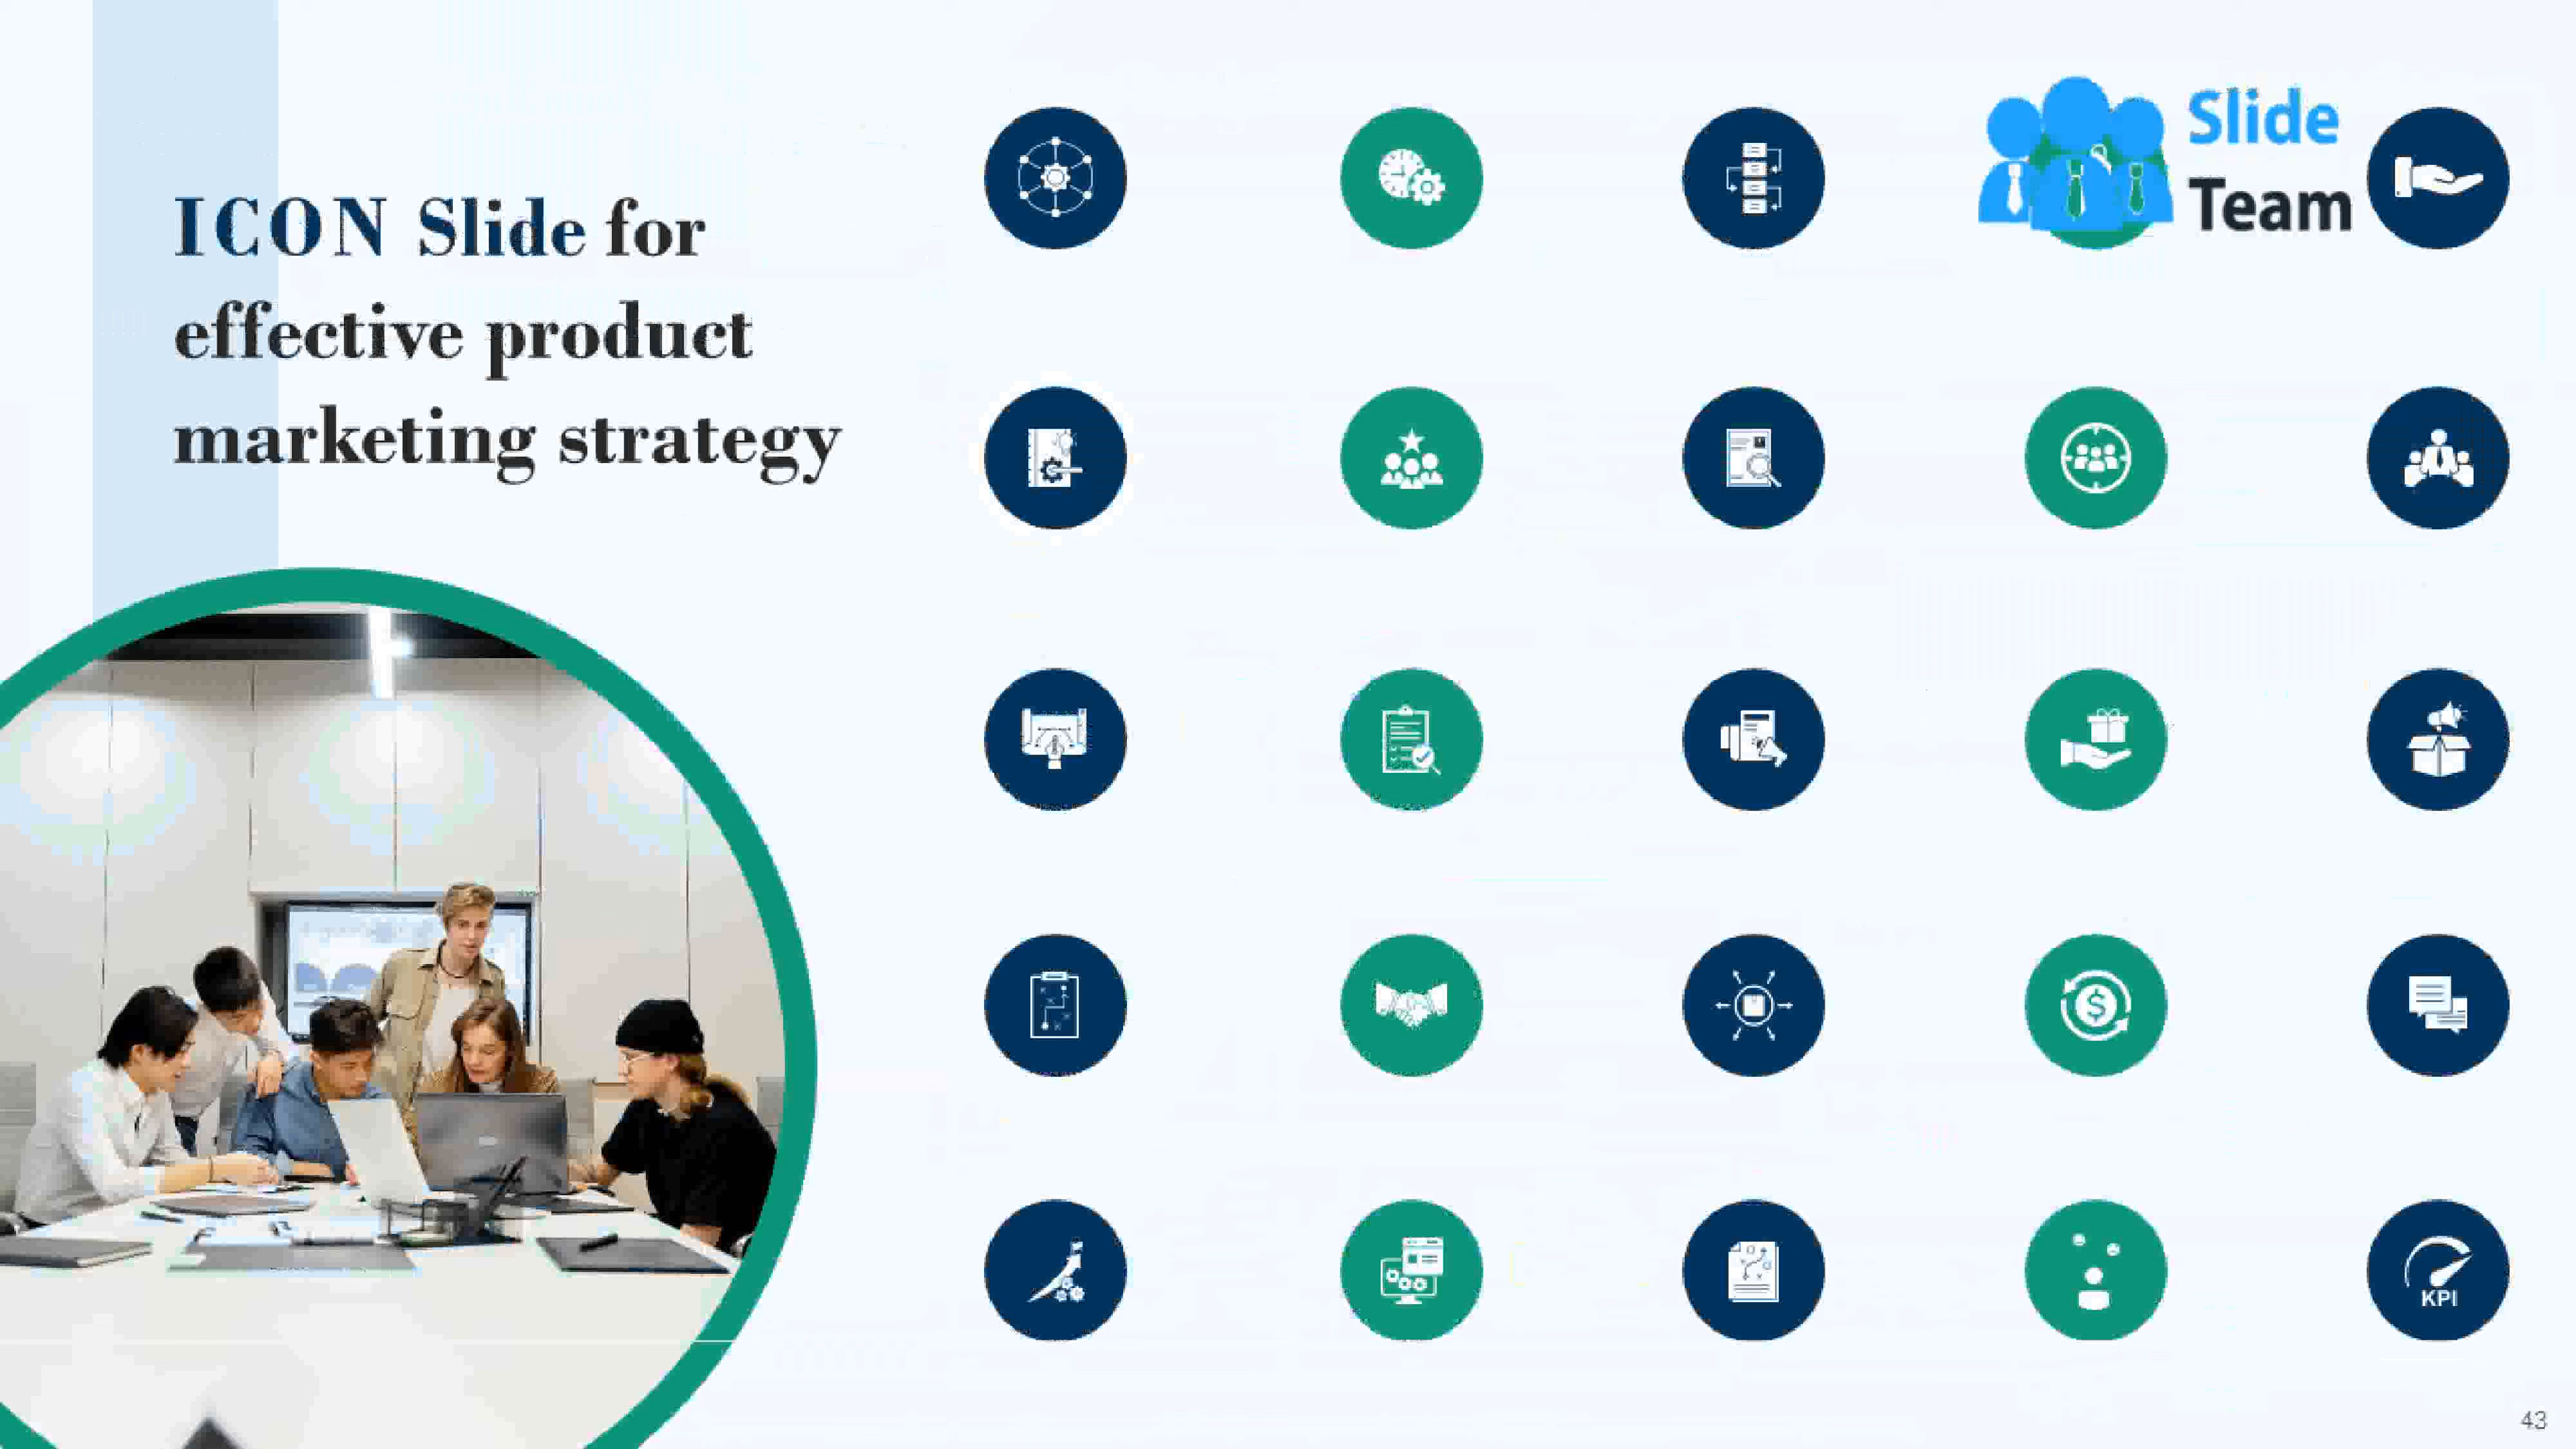 ICON Slide for
effective product
marketing strategy
Slide
Team
$
KPI
43